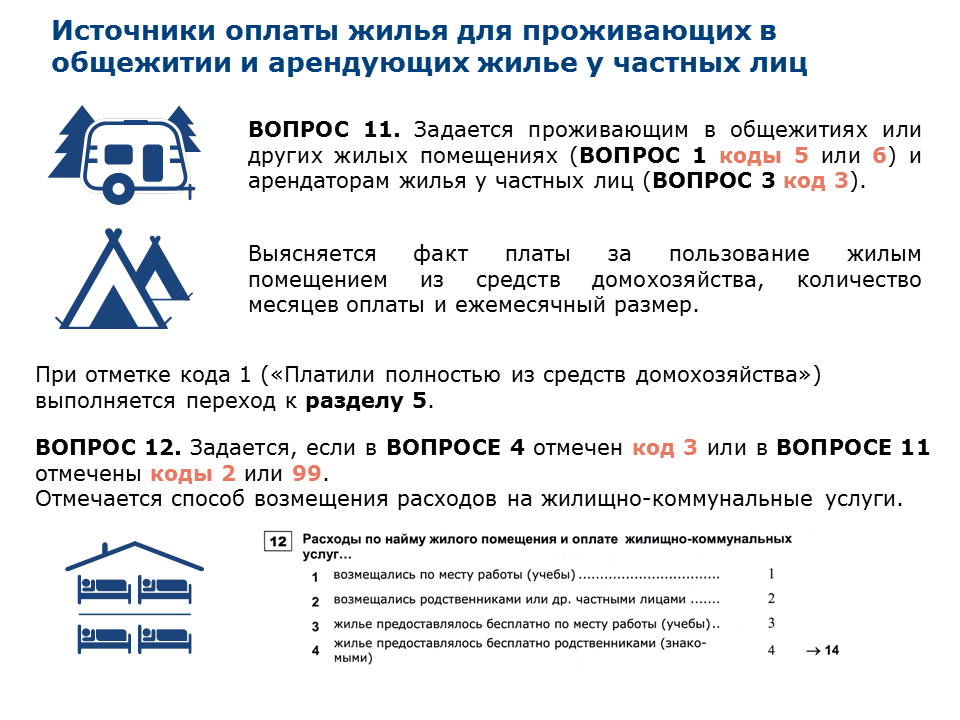 Источники оплаты жилья для проживающих в
общежитии и арендующих жилье у частных лиц
ВОПРОС 11. Задается проживающим в общежитиях или
других жилых помещениях (ВОПРОС 1 коды 5 или 6) и
арендаторам жилья у частных лиц (ВОПРОС 3 код 3).
Выясняется факт платы за пользование жилым
помещением из средств домохозяйства, количество
месяцев оплаты и ежемесячный размер.
При отметке кода 1 («Платили полностью из средств домохозяйства»)
выполняется переход к разделу 5.
ВОПРОС 12. Задается, если в ВОПРОСЕ 4 отмечен код 3 или в ВОПРОСЕ 11
отмечены коды 2 или 99.
Отмечается способ возмещения расходов на жилищно-коммунальные услуги.
12 Расходы по найму жилого помещения и оплате жилищно-коммунальных
услуг...
1 возмещались по месту работы (учебы)................................. 1
2 возмещались родственниками или др. частными лицами ....... 2
3 жилье предоставлялось бесплатно по месту работы (учебы).. 3
4 жилье предоставлялось бесплатно родственниками (знако-
мыми) 4 → 14